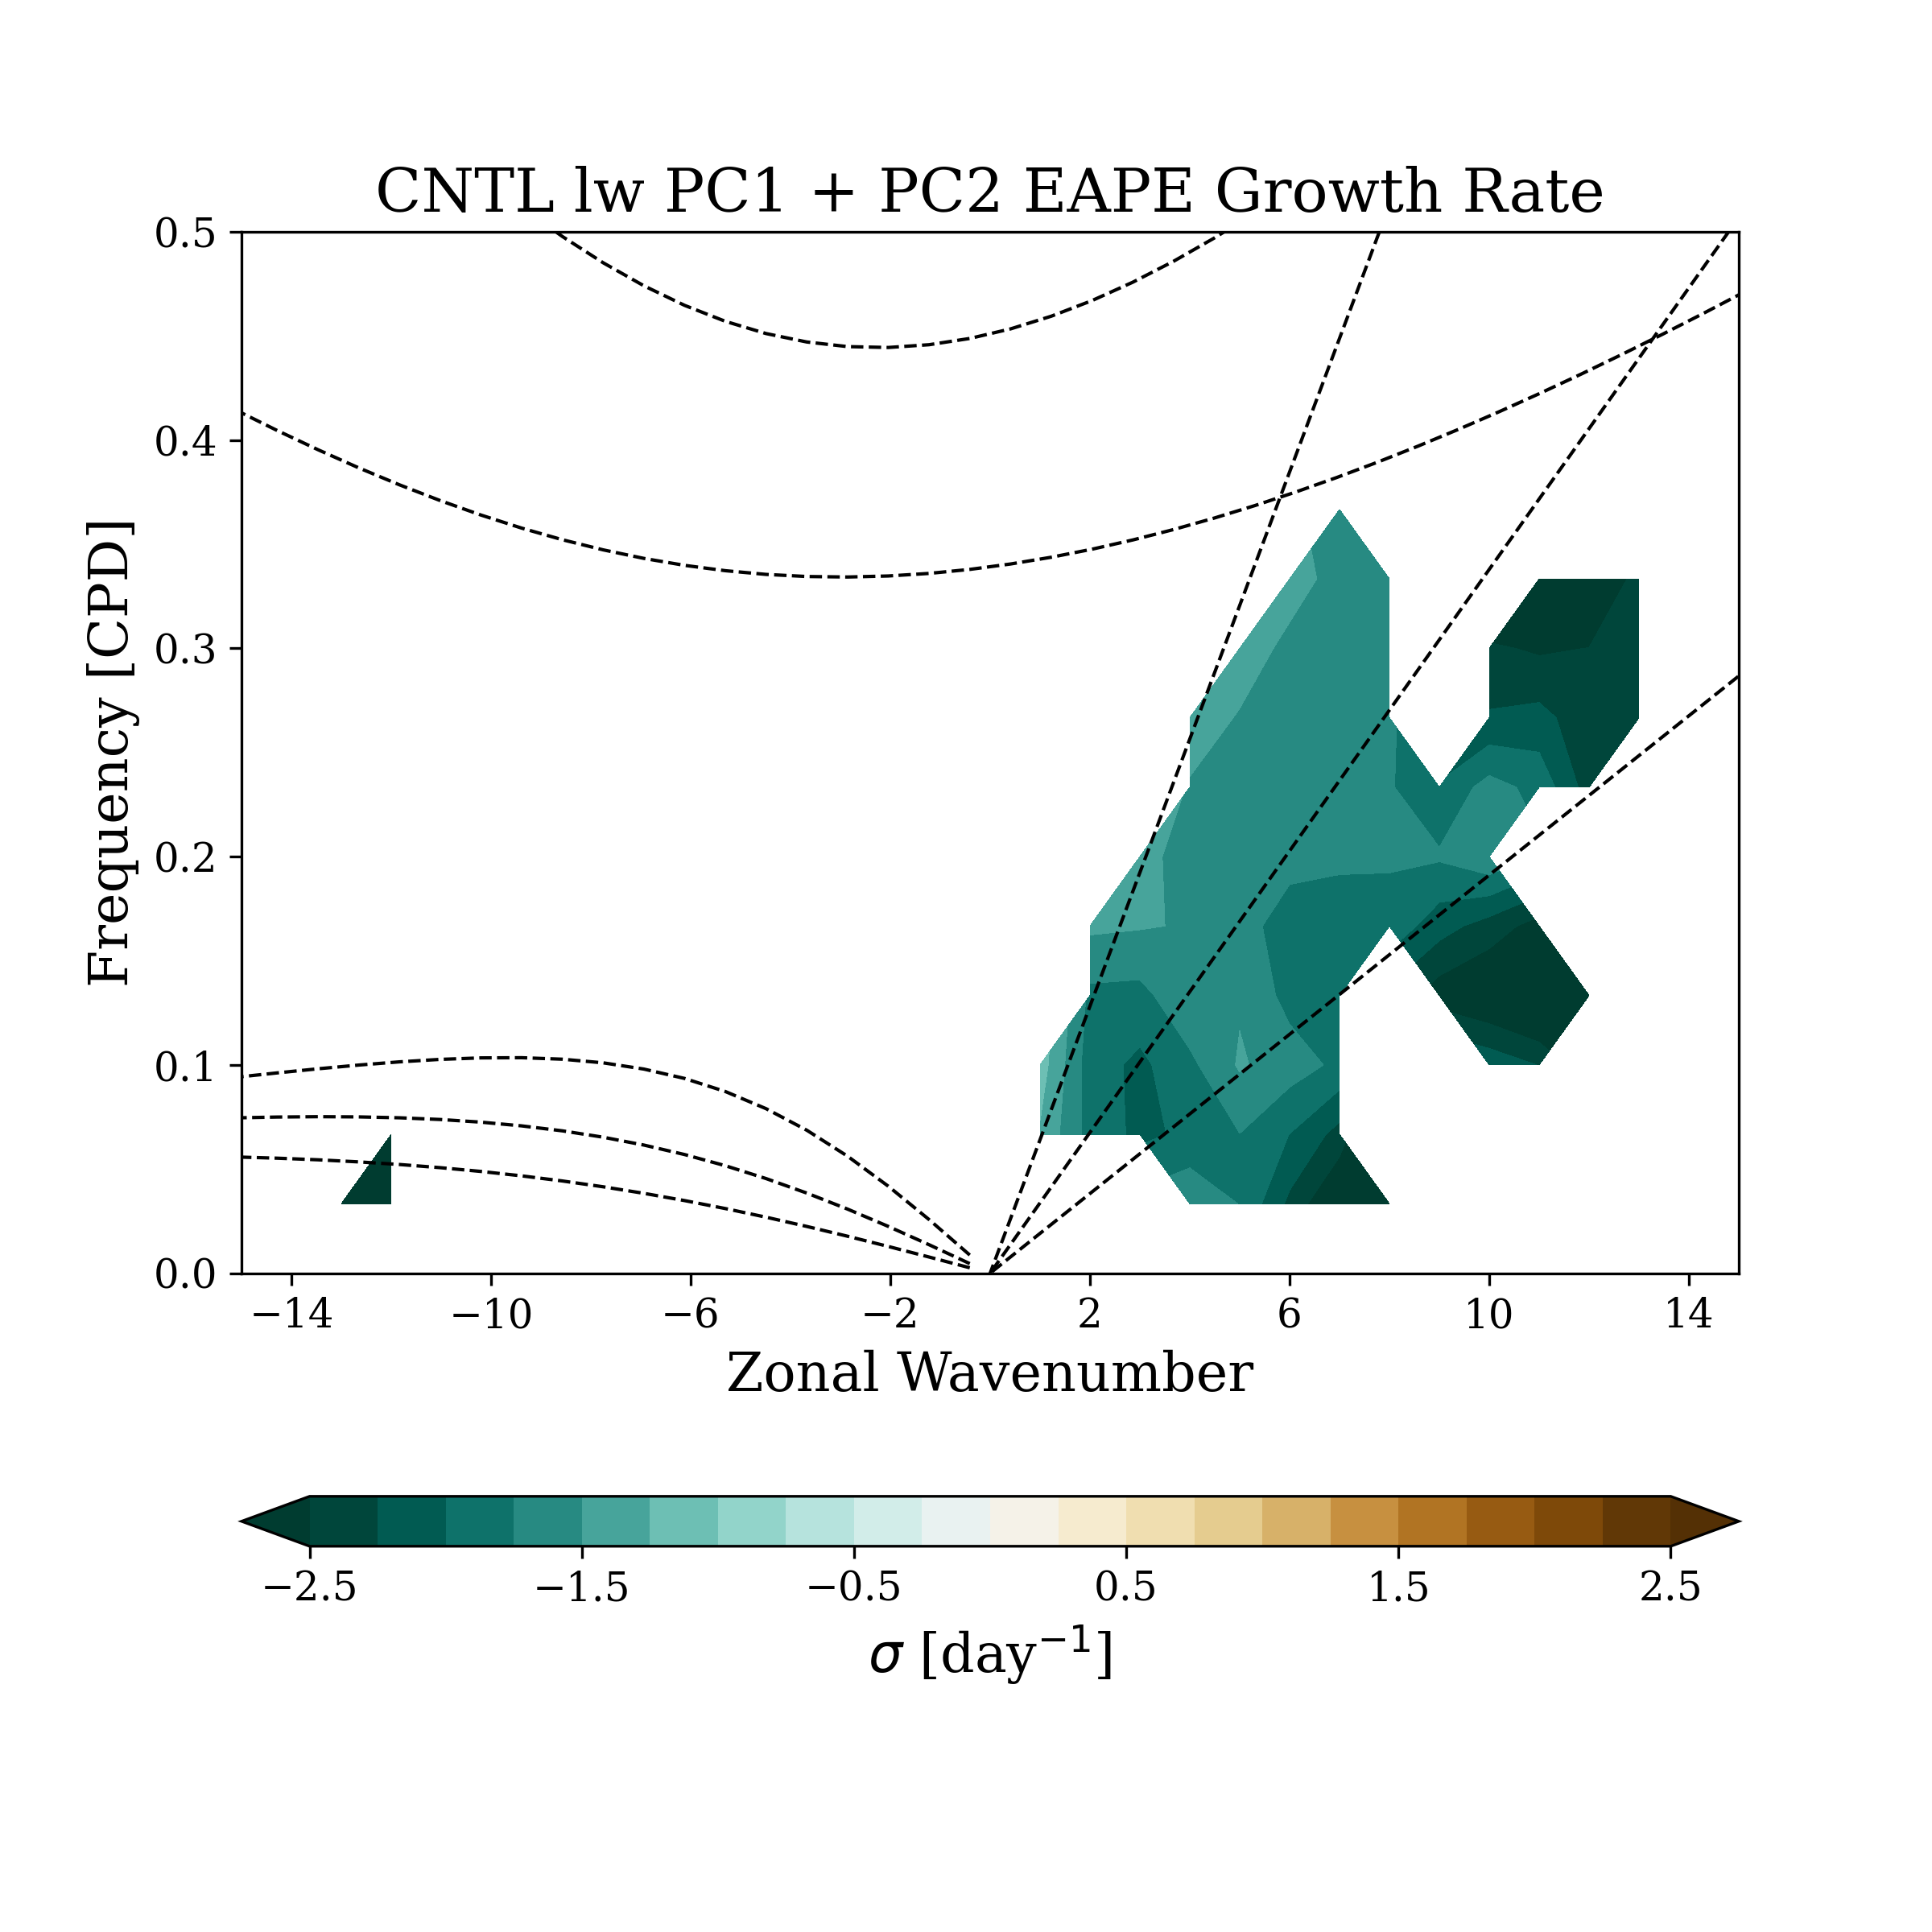 CNTL lw PC1 + PC2 EAPE Growth Rate
0.5
0.4
0.3
0.2
0.1
0.0
Frequency [CPD]
−14 −10 −6 −2 2 6 10 14
Zonal Wavenumber
−2.5 −1.5 −0.5 0.5 1.5 2.5
σ [day⁻¹]